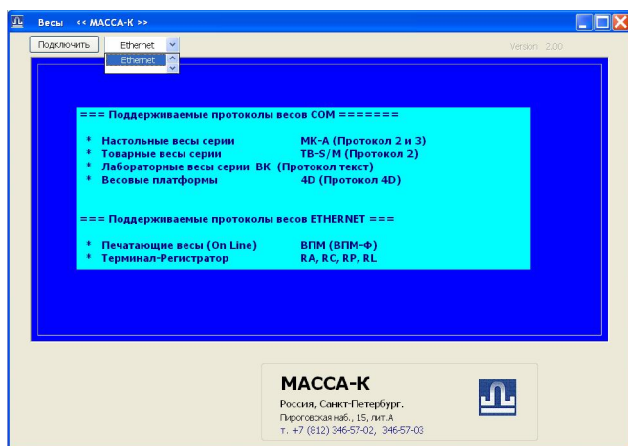 Весы << МАССА-К >>
Подключить Ethernet Version 2.00
Ethernet
=== Поддерживаемые протоколы весов COM =======
* Настольные весы серии МК-А (Протокол 2 и 3)
* Товарные весы серии ТВ-S/М (Протокол 2)
* Лабораторные весы серии ВК (Протокол текст)
* Весовые платформы 4D (Протокол 4D)
=== Поддерживаемые протоколы весов ETHERNET ===
* Печатающие весы (On Line) ВПМ (ВПМ-Ф)
* Терминал-Регистратор RA, RC, RP, RL
МАССА-К
Россия, Санкт-Петербург.
Пироговская наб., 15, лит.А
т. +7 (812) 346-57-02, 346-57-03